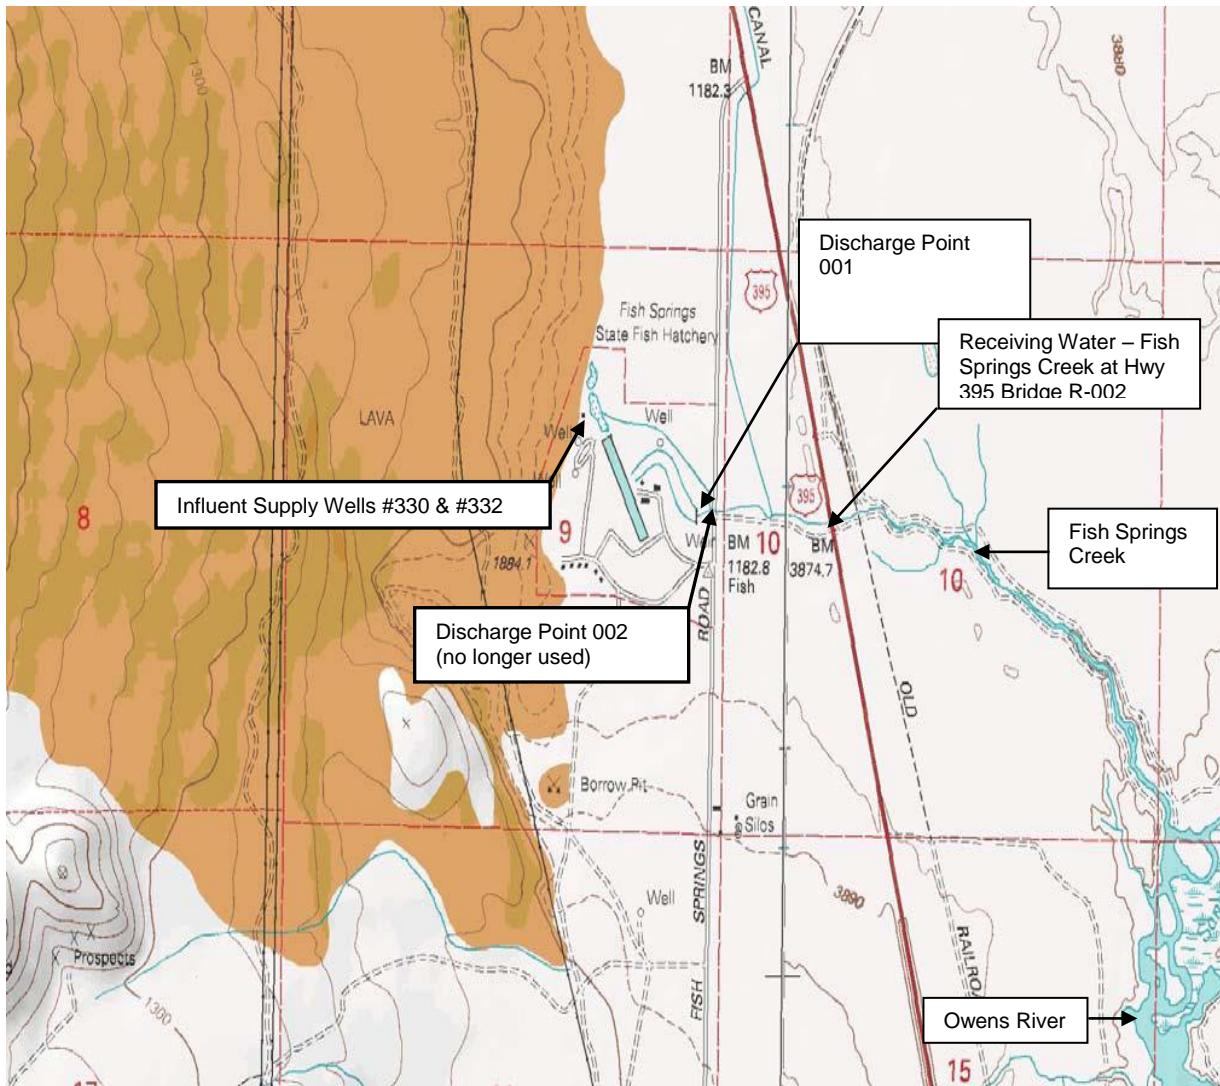 1300
CANAL
3880
BM
1182.3
Discharge Point
001
395
Fish Springs
State Fish Hatchery
Receiving Water – Fish
Springs Creek at Hwy
395 Bridge R-002
LAVA
Well
Well
Influent Supply Wells #330 & #332
395
8
9
Well
BM
1182.8
Fish
10
BM
3874.7
1884.1
10
Fish Springs
Creek
Discharge Point 002
(no longer used)
ROAD
OLD
Borrow Pit
Grain
Silos
SPRINGS
Well
3890
Prospects
RAILROA
FISH
1300
Owens River
15